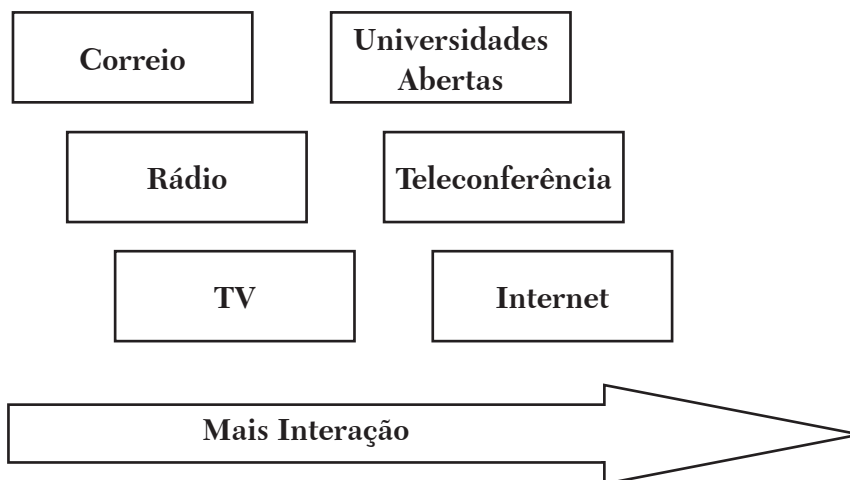 Correio
Universidades
Abertas
Rádio
Teleconferência
TV
Internet
Mais Interação